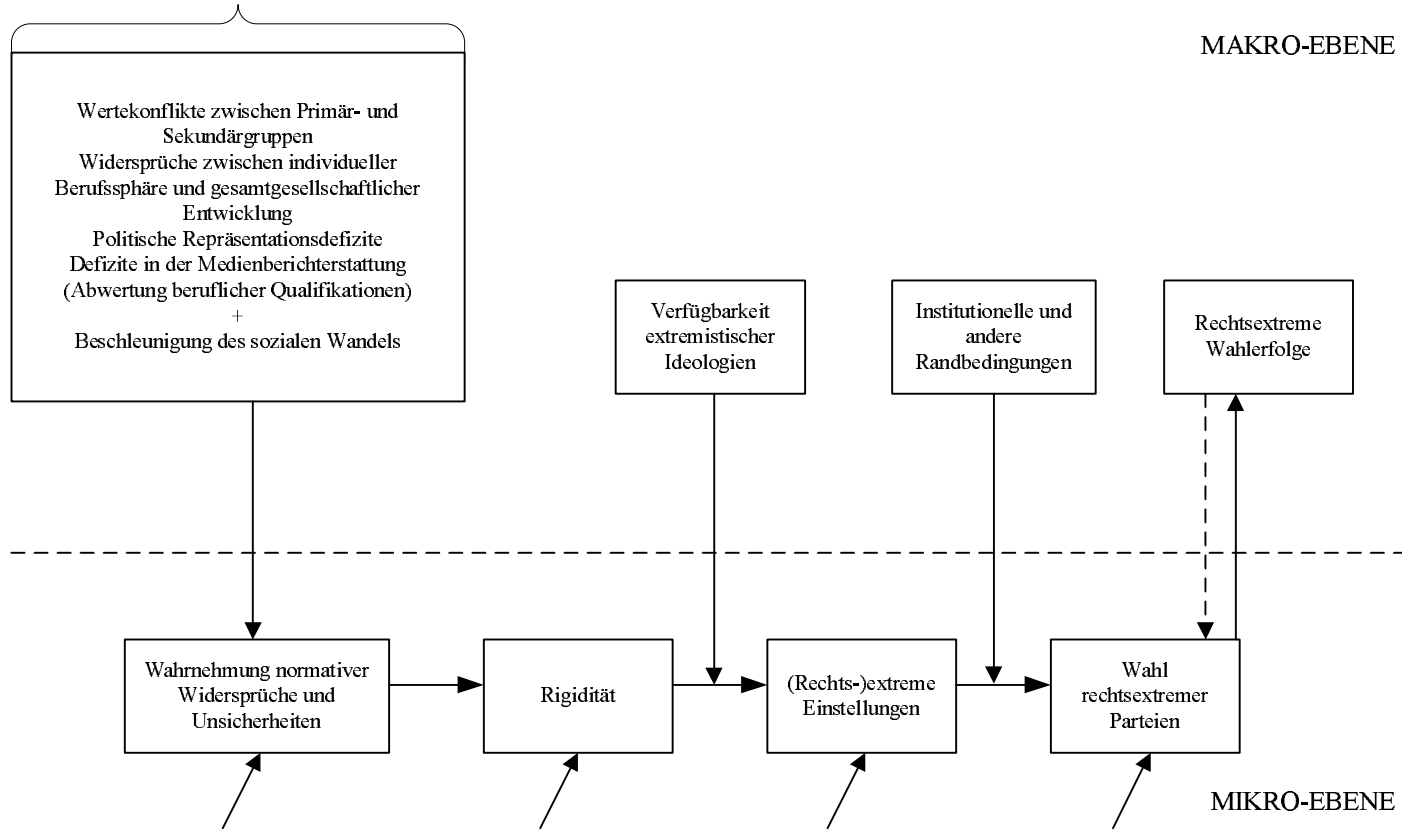 MAKRO-EBENE
Wertekonflikte zwischen Primär- und
Sekundärgruppen
Widersprüche zwischen individueller
Berufssphäre und gesamtgesellschaftlicher
Entwicklung
Politische Repräsentationsdefizite
Defizite in der Medienberichterstattung
(Abwertung beruflicher Qualifikationen)
+
Beschleunigung des sozialen Wandels
Verfügbarkeit
extremistischer
Ideologien
Institutionelle und
andere
Randbedingungen
Rechtsextreme
Wahlerfolge
Wahrnehmung normativer
Widersprüche und
Unsicherheiten
Rigidität
(Rechts-)extreme
Einstellungen
Wahl
rechtsextremer
Parteien
MIKRO-EBENE